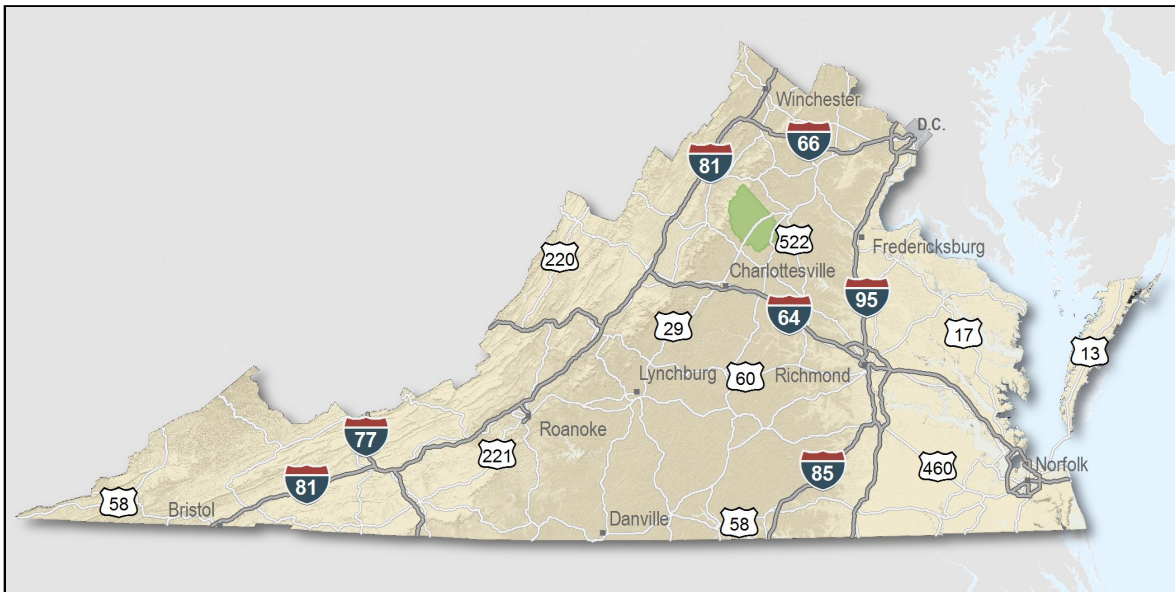 Winchester
D.C.
66
81
522
Fredericksburg
220
Charlottesville
95
64
29
17
13
60
Richmond
Lynchburg
77
Roanoke
221
85
460
Norfolk
81
58
Bristol
Danville
58